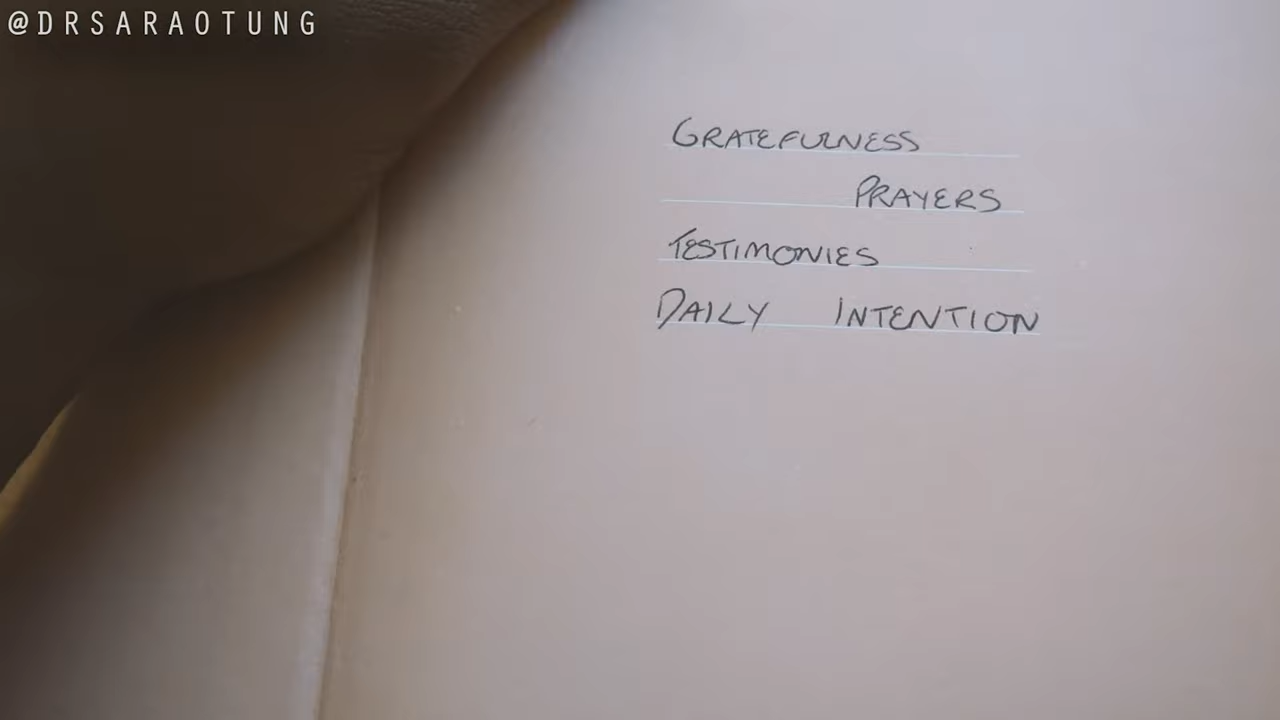 @DRSARAOTUNG
GRATEFULNESS
PRAYERS
TESTIMONIES
DAILY INTENTION